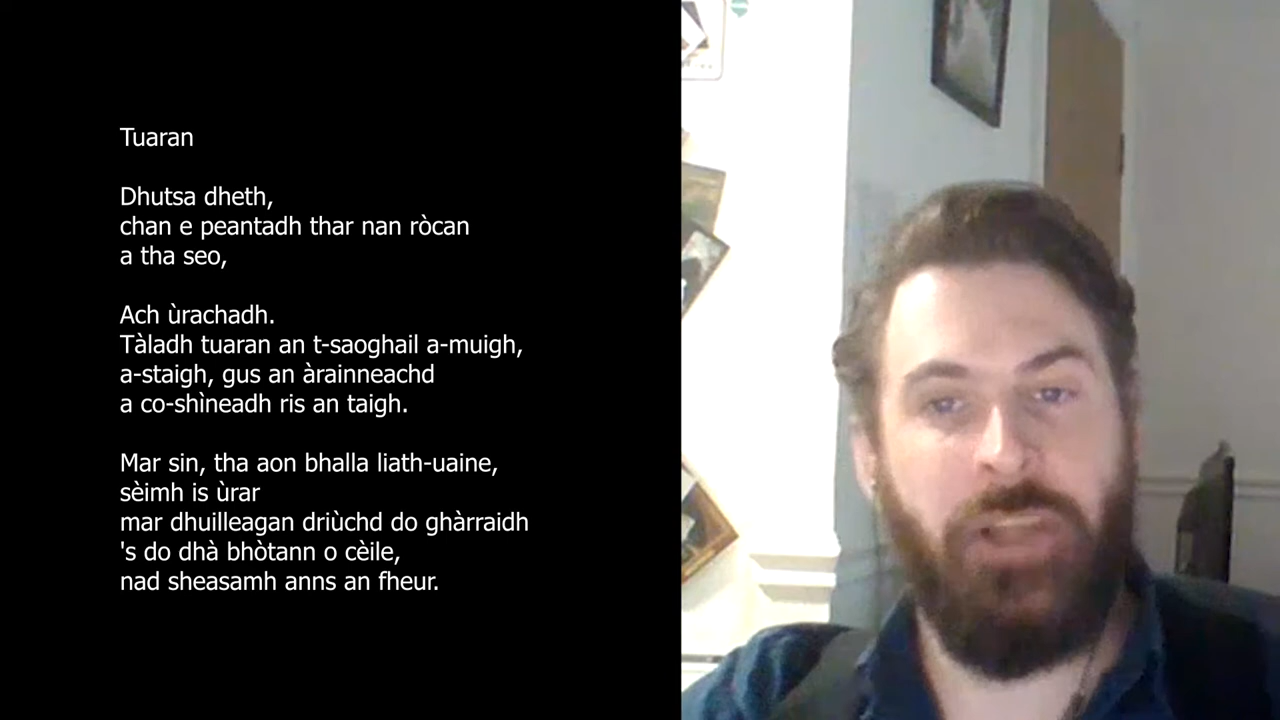 Tuaran
Dhutsa dheth,
chan e peantadh thar nan ròcan
a tha seo,
Ach ùrachadh.
Tàladh tuaran an t-saoghail a-muigh,
a-staigh, gus an àrainneachd
a co-shìneadh ris an taigh.
Mar sin, tha aon bhalla liath-uaine,
sèimh is ùrar
mar dhuilleagan driùchd do ghàrraidh
's do dhà bhòtann o cèile,
nad sheasamh anns an fheur.